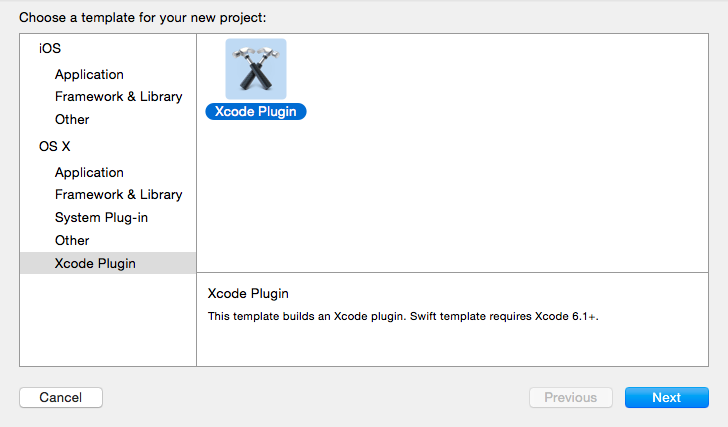 Choose a template for your new project:
iOS
Application
Framework & Library
Other
OS X
Application
Framework & Library
System Plug-in
Other
Xcode Plugin
Xcode Plugin
Xcode Plugin
This template builds an Xcode plugin. Swift template requires Xcode 6.1+.
Cancel
Previous
Next